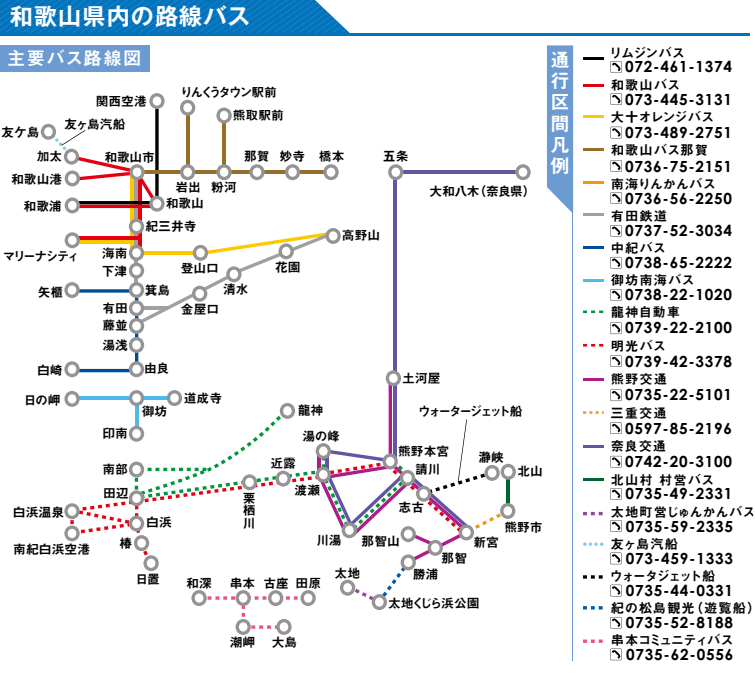 和歌山県内の路線バス
主要バス路線図
通行区間凡例
関西空港
りんくうタウン駅前
熊取駅前
友ケ島
友ヶ島汽船
加太
和歌山市
那賀
妙寺
橋本
五条
和歌山港
岩出
粉河
大和八木(奈良県)
和歌浦
和歌山
紀三井寺
高野山
マリーナシティ
海南
登山口
花園
下津
清水
矢櫃
箕島
有田
金屋口
藤並
湯浅
白崎
由良
土河屋
日の岬
道成寺
御坊
龍神
ウォータージェット船
印南
湯の峰
熊野本宮
瀞峡
北山
南部
近露
請川
田辺
渡瀬
栗栖川
志古
白浜温泉
白浜
熊野市
南紀白浜空港
椿
川湯
那智山
新宮
那智
日置
勝浦
太地
和深
串本
古座
田原
太地くじら浜公園
潮岬
大島
リムジンバス
072-461-1374
和歌山バス
073-445-3131
大十オレンジバス
073-489-2751
和歌山バス那賀
0736-75-2151
南海りんかんバス
0736-56-2250
有田鉄道
0737-52-3034
中紀バス
0738-65-2222
御坊南海バス
0738-22-1020
龍神自動車
0739-22-2100
明光バス
0739-42-3378
熊野交通
0735-22-5101
三重交通
0597-85-2196
奈良交通
0742-20-3100
北山村 村営バス
0735-49-2331
太地町営じゅんかんバス
0735-59-2335
友ヶ島汽船
073-459-1333
ウォータジェット船
0735-44-0331
紀の松島観光(遊覧船)
0735-52-8188
串本コミュニティバス
0735-62-0556